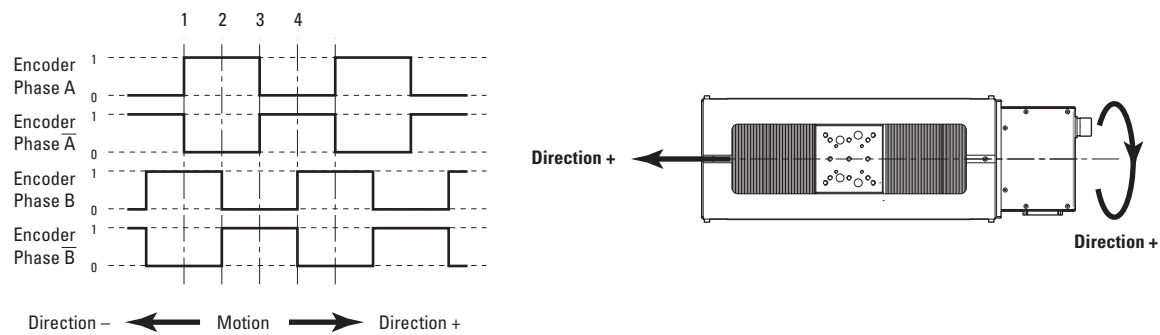 1 2 3 4
Encoder
Phase A
1
0
Encoder
Phase A̅
1
0
Encoder
Phase B
1
0
Encoder
Phase B̅
1
0
Direction – Motion Direction +
Direction +
Direction +